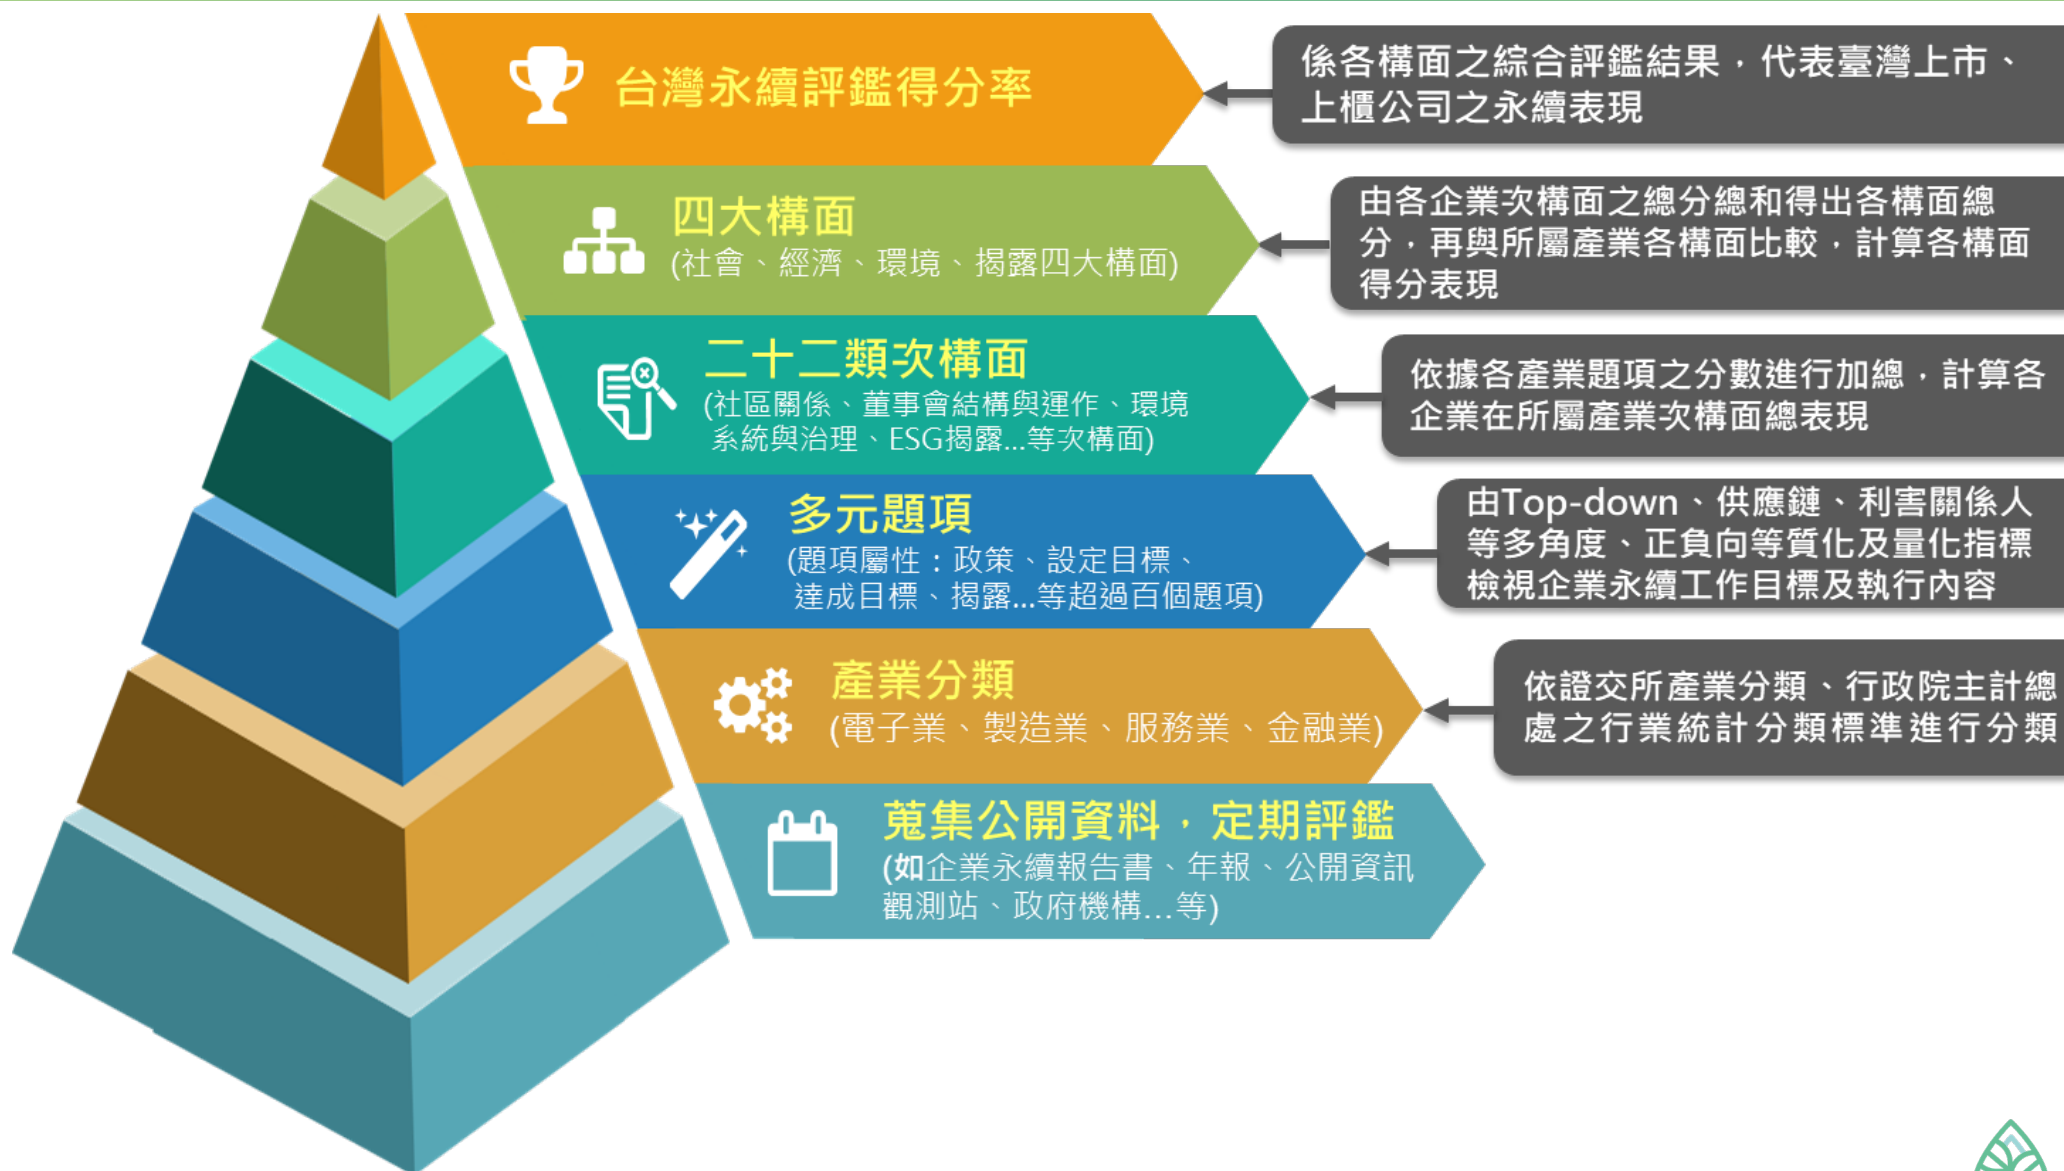 台灣永續評鑑得分率
係各構面之綜合評鑑結果，代表臺灣上市、
上櫃公司之永續表現
四大構面
(社會、經濟、環境、揭露四大構面)
由各企業次構面之總分總和得出各構面總
分，再與所屬產業各構面比較，計算各構面
得分表現
二十二類次構面
(社區關係、董事會結構與運作、環境
系統與治理、ESG揭露...等次構面)
依據各產業題項之分數進行加總，計算各
企業在所屬產業次構面總表現
多元題項
(題項屬性：政策、設定目標、
達成目標、揭露...等超過百個題項)
由Top-down、供應鏈、利害關係人
等多角度、正負向等質化及量化指標
檢視企業永續工作目標及執行內容
產業分類
(電子業、製造業、服務業、金融業)
依證交所產業分類、行政院主計總
處之行業統計分類標準進行分類
蒐集公開資料，定期評鑑
(如企業永續報告書、年報、公開資訊
觀測站、政府機構...等)